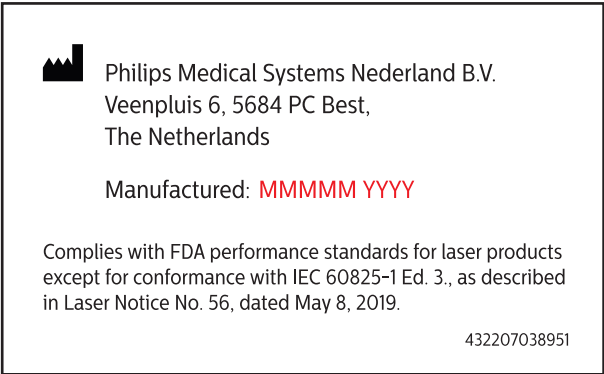 Philips Medical Systems Nederland B.V.
Veenpluis 6, 5684 PC Best,
The Netherlands
Manufactured: MMMMM YYYY
Complies with FDA performance standards for laser products
except for conformance with IEC 60825-1 Ed. 3., as described
in Laser Notice No. 56, dated May 8, 2019.
432207038951